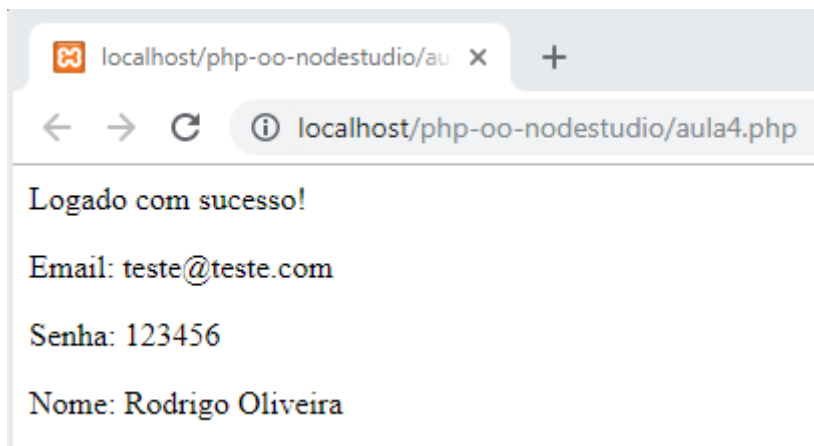 localhost/php-oo-nodestudio/au
localhost/php-oo-nodestudio/aula4.php
Logado com sucesso!
Email: teste@teste.com
Senha: 123456
Nome: Rodrigo Oliveira